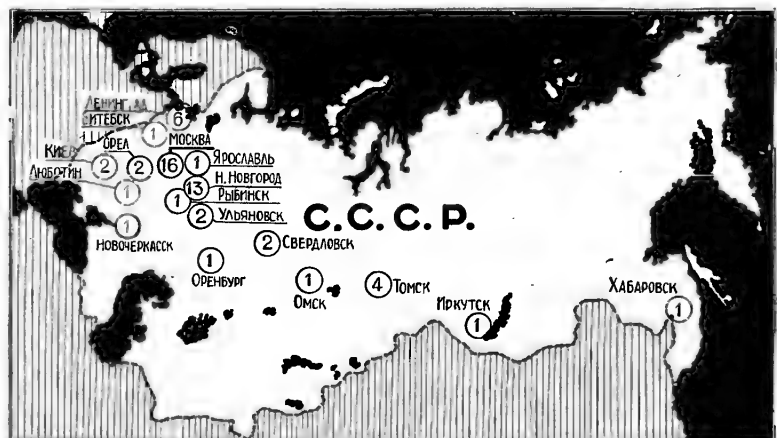 ЛЕНИНГРАД
6
ВИТЕБСК
1
ОРЕЛ
МОСКВА
КИЕВ
2
2
16
1
ЯРОСЛАВЛЬ
ЛЮБОТИН
1
13
Н. НОВГОРОД
1
РЫБИНСК
2
УЛЬЯНОВСК
С.С.С.Р.
1
НОВОЧЕРКАССК
2
СВЕРДЛОВСК
1
ОРЕНБУРГ
1
ОМСК
4
ТОМСК
ИРКУТСК
1
ХАБАРОВСК
1